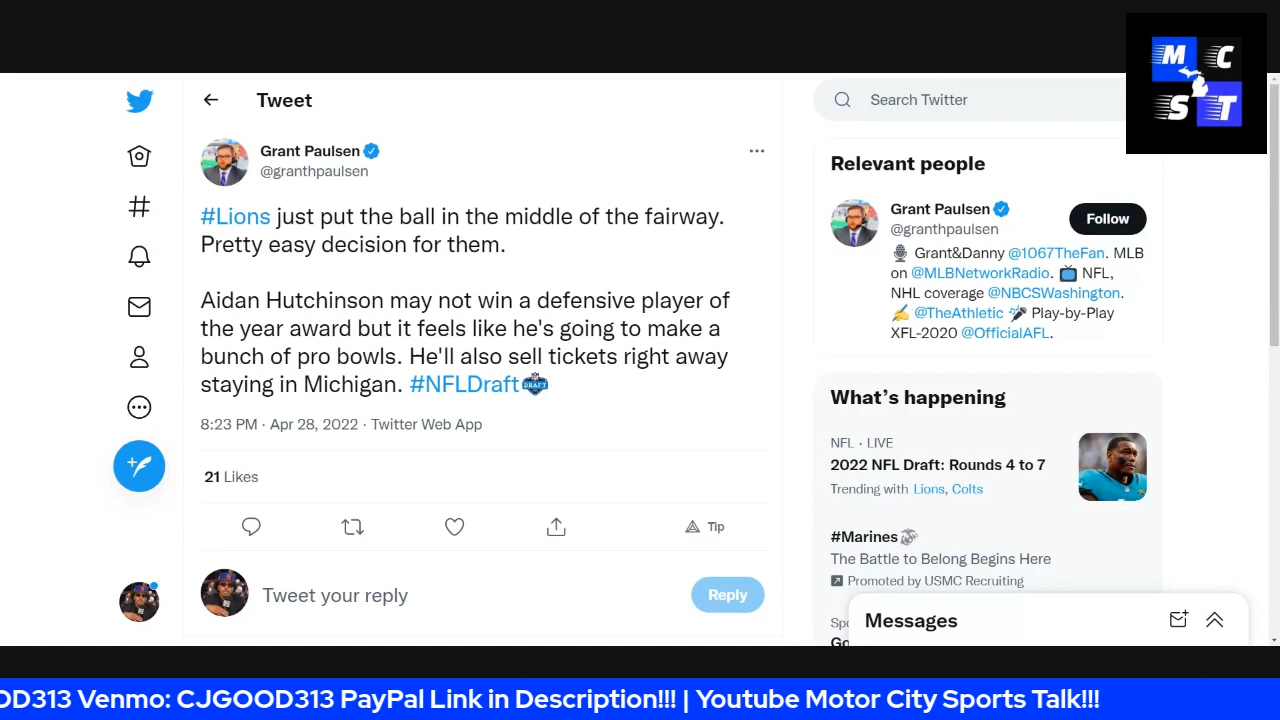 M C
S T
Tweet
Search Twitter
Grant Paulsen
@granthpaulsen
#Lions just put the ball in the middle of the fairway.
Pretty easy decision for them.
Aidan Hutchinson may not win a defensive player of
the year award but it feels like he's going to make a
bunch of pro bowls. He'll also sell tickets right away
staying in Michigan. #NFLDraft
8:23 PM · Apr 28, 2022 · Twitter Web App
21 Likes
Tip
Tweet your reply
Reply
Relevant people
Grant Paulsen
@granthpaulsen
Follow
Grant&Danny @1067TheFan. MLB
on @MLBNetworkRadio. 📺 NFL,
NHL coverage @NBCSWashington.
✍️ @TheAthletic 🎤 Play-by-Play
XFL-2020 @OfficialAFL.
What's happening
NFL · LIVE
2022 NFL Draft: Rounds 4 to 7
Trending with Lions, Colts
#Marines
The Battle to Belong Begins Here
Promoted by USMC Recruiting
Spo
Go
Messages
OD313 Venmo: CJGOOD313 PayPal Link in Description!!! | Youtube Motor City Sports Talk!!!